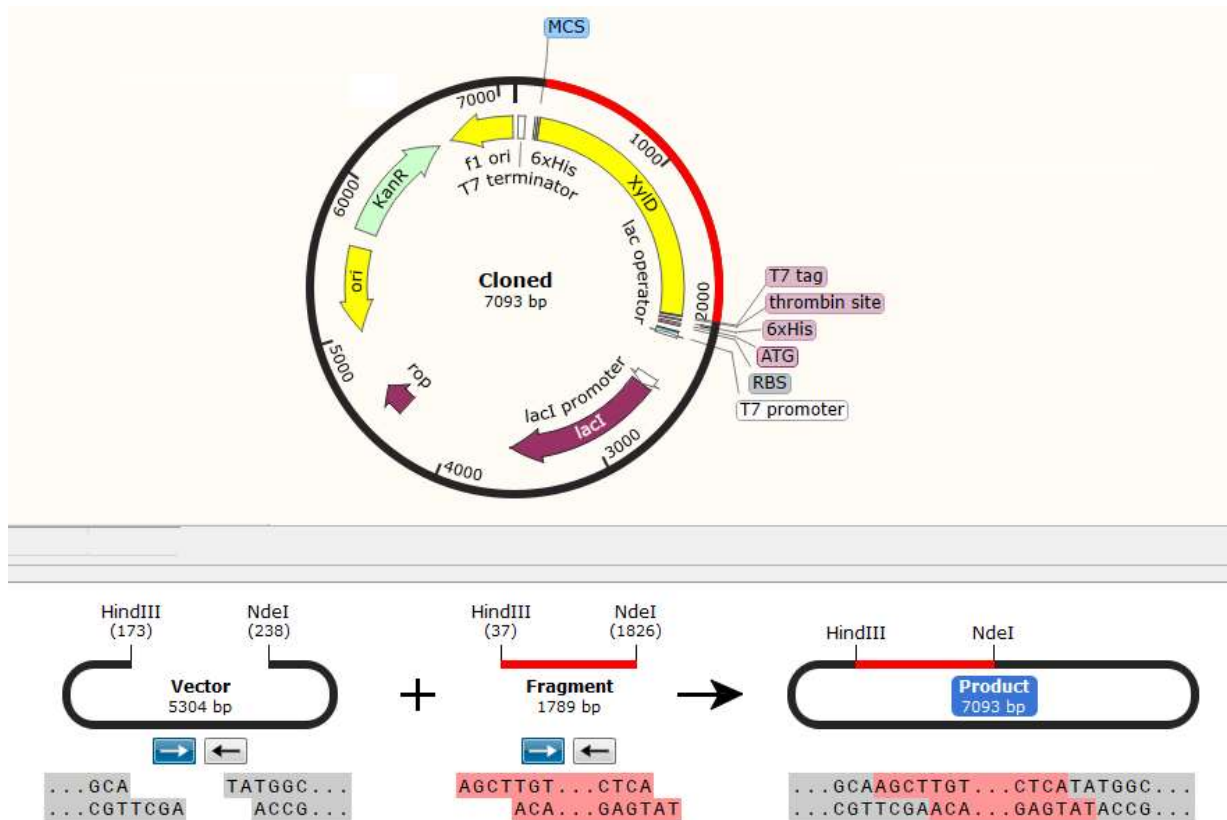 MCS
7000
1000
6000
f1 ori
6xHis
T7 terminator
KanR
XylD
lac operator
ori
Cloned
7093 bp
2000
T7 tag
thrombin site
6xHis
ATG
RBS
T7 promoter
5000
rop
lacI promoter
lacI
3000
4000
HindIII
(173)
NdeI
(238)
HindIII
(37)
NdeI
(1826)
HindIII
NdeI
Vector
5304 bp
+
Fragment
1789 bp
Product
7093 bp
...GCA TATGGC...
...CGTTCGA ACCG...
AGCTTGT...CTCA
ACA...GAGTAT
...GCAAGCTTGT...CTCATATGGC...
...CGTTCGAACA...GAGTATACCG...